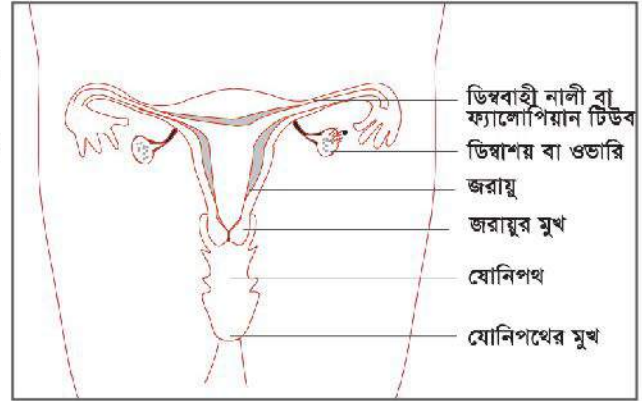 ডিম্ববাহী নালী বা
ফ্যালোপিয়ান টিউব
ডিম্বাশয় বা ওভারি
জরায়ু
জরায়ুর মুখ
যোনিপথ
যোনিপথের মুখ